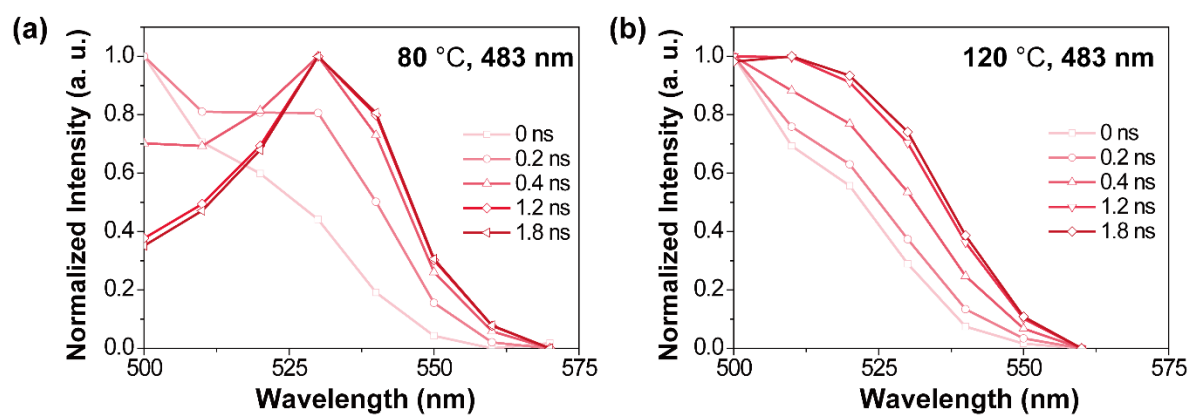 (a)
80 °C, 483 nm
Normalized Intensity (a. u.)
1.0
0.8
0.6
0.4
0.2
0.0
0 ns
0.2 ns
0.4 ns
1.2 ns
1.8 ns
500
525
550
575
Wavelength (nm)
(b)
120 °C, 483 nm
Normalized Intensity (a. u.)
1.0
0.8
0.6
0.4
0.2
0.0
0 ns
0.2 ns
0.4 ns
1.2 ns
1.8 ns
500
525
550
575
Wavelength (nm)